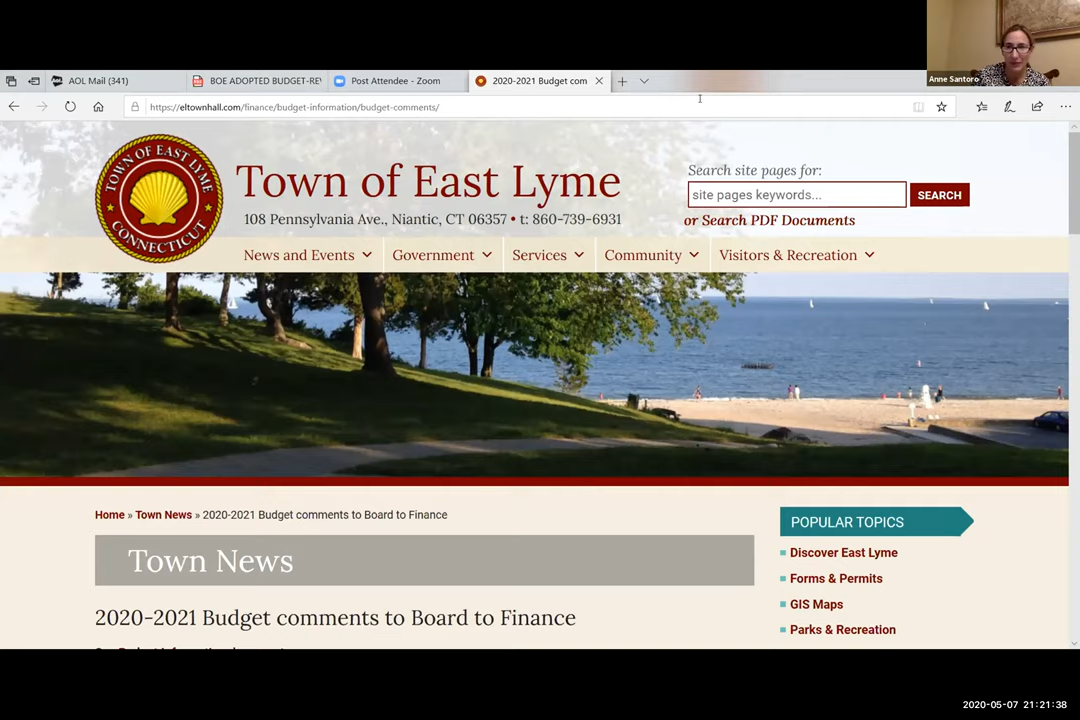 Anne Santoro
AOL Mail (341)
BOE ADOPTED BUDGET-RE
Post Attendee - Zoom
2020-2021 Budget com
https://eltownhall.com/finance/budget-information/budget-comments/
TOWN OF EAST LYME
CONNECTICUT
Town of East Lyme
108 Pennsylvania Ave., Niantic, CT 06357 • t: 860-739-6931
Search site pages for:
site pages keywords...
SEARCH
or Search PDF Documents
News and Events
Government
Services
Community
Visitors & Recreation
Home » Town News » 2020-2021 Budget comments to Board to Finance
Town News
2020-2021 Budget comments to Board to Finance
POPULAR TOPICS
Discover East Lyme
Forms & Permits
GIS Maps
Parks & Recreation
2020-05-07 21:21:38